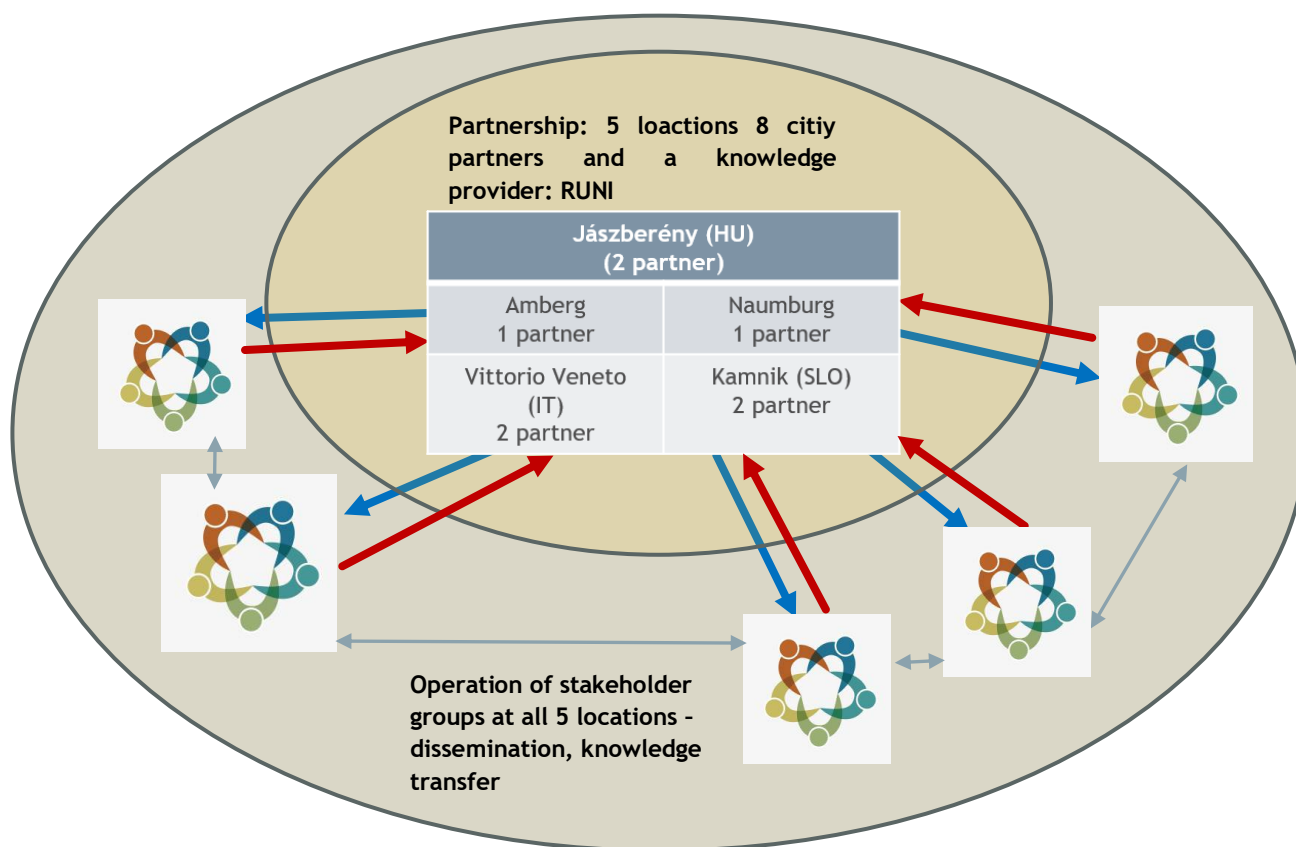 Partnership: 5 loactions 8 citiy
partners and a knowledge
provider: RUNI
Jászberény (HU)
(2 partner)
Amberg
1 partner
Naumburg
1 partner
Vittorio Veneto
(IT)
2 partner
Kamnik (SLO)
2 partner
Operation of stakeholder
groups at all 5 locations -
dissemination, knowledge
transfer